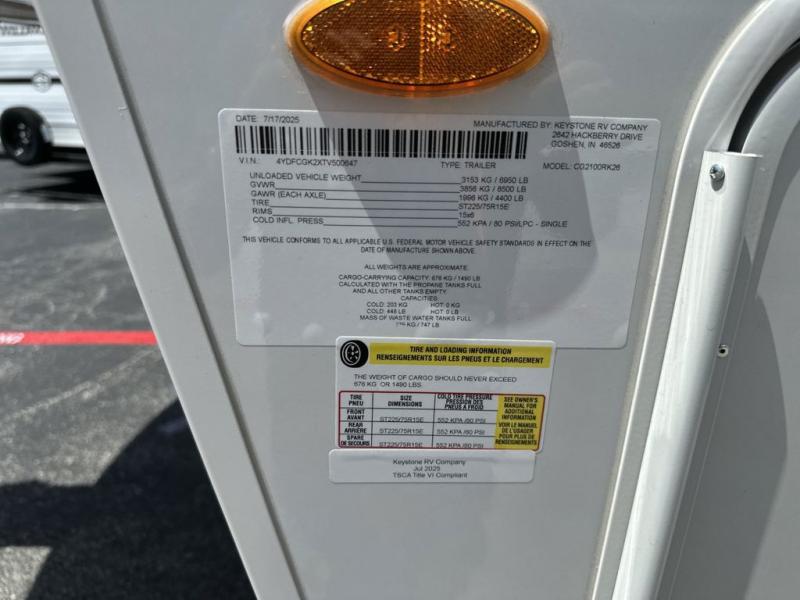 DATE: 7/17/2025
MANUFACTURED BY: KEYSTONE RV COMPANY
2642 HACKBERRY DRIVE
GOSHEN, IN 46526
V.I.N.: 4YDFCGK2XTV500647 TYPE: TRAILER MODEL: CG2100RK26
UNLOADED VEHICLE WEIGHT 3153 KG / 6950 LB
GVWR 3856 KG / 8500 LB
GAWR (EACH AXLE) 1996 KG / 4400 LB
TIRE ST225/75R15E
RIMS 15x6
COLD INFL. PRESS 552 KPA / 80 PSI/LPC - SINGLE
THIS VEHICLE CONFORMS TO ALL APPLICABLE U.S. FEDERAL MOTOR VEHICLE SAFETY STANDARDS IN EFFECT ON THE
DATE OF MANUFACTURE SHOWN ABOVE.
ALL WEIGHTS ARE APPROXIMATE:
CARGO-CARRYING CAPACITY: 676 KG / 1490 LB
CALCULATED WITH THE PROPANE TANKS FULL
AND ALL OTHER TANKS EMPTY.
CAPACITIES:
COLD: 203 KG HOT: 0 KG
COLD: 448 LB HOT: 0 LB
MASS OF WASTE WATER TANKS FULL
KG / 747 LB
TIRE AND LOADING INFORMATION
RENSEIGNEMENTS SUR LES PNEUS ET LE CHARGEMENT
THE WEIGHT OF CARGO SHOULD NEVER EXCEED
676 KG OR 1490 LBS.
TIRE
PNEU
SIZE
DIMENSIONS
COLD TIRE PRESSURE
PRESSION DES
PNEUS A FROID
SEE OWNER'S
MANUAL FOR
ADDITIONAL
INFORMATION
VOIR LE MANUEL
DE L'USAGER
POUR PLUS DE
RENSEIGNEMENTS
FRONT
AVANT
ST225/75R15E 552 KPA /80 PSI
REAR
ARRIÈRE
ST225/75R15E 552 KPA /80 PSI
SPARE
DE SECOURS
ST225/75R15E 552 KPA /80 PSI
Keystone RV Company
Jul 2025
TSCA Title VI Compliant